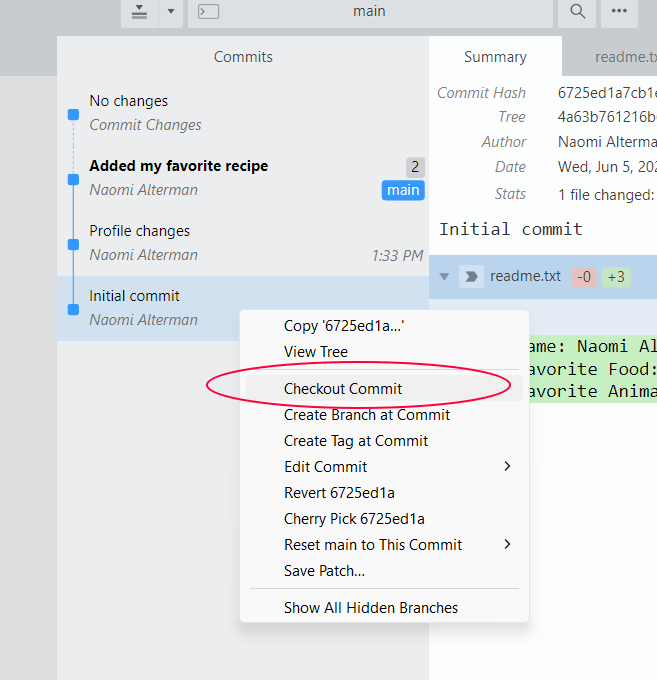 main
Commits
Summary
readme.tx
No changes
Commit Changes
Added my favorite recipe
2
Naomi Alterman
main
Profile changes
Naomi Alterman
1:33 PM
Initial commit
Naomi Alterman
Commit Hash 6725ed1a7cb1e
Tree 4a63b761216b
Author Naomi Alterma
Date Wed, Jun 5, 202
Stats 1 file changed:
Initial commit
readme.txt -0 +3
ame: Naomi Al
avorite Food:
avorite Anima
Copy '6725ed1a...'
View Tree
Checkout Commit
Create Branch at Commit
Create Tag at Commit
Edit Commit
Revert 6725ed1a
Cherry Pick 6725ed1a
Reset main to This Commit
Save Patch...
Show All Hidden Branches